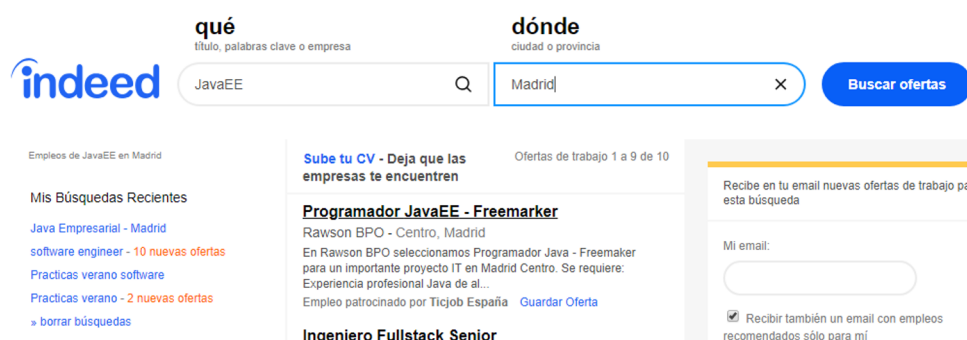 qué
título, palabras clave o empresa
dónde
ciudad o provincia
indeed
JavaEE
Madrid
Buscar ofertas
Empleos de JavaEE en Madrid
Mis Búsquedas Recientes
Java Empresarial - Madrid
software engineer - 10 nuevas ofertas
Practicas verano software
Practicas verano - 2 nuevas ofertas
» borrar búsquedas
Sube tu CV - Deja que las
empresas te encuentren
Ofertas de trabajo 1 a 9 de 10
Programador JavaEE - Freemarker
Rawson BPO - Centro, Madrid
En Rawson BPO seleccionamos Programador Java - Freemaker
para un importante proyecto IT en Madrid Centro. Se requiere:
Experiencia profesional Java de al...
Empleo patrocinado por Ticjob España Guardar Oferta
Ingeniero Fullstack Senior
Recibe en tu email nuevas ofertas de trabajo pa
esta búsqueda
Mi email:
Recibir también un email con empleos
recomendados sólo para mí